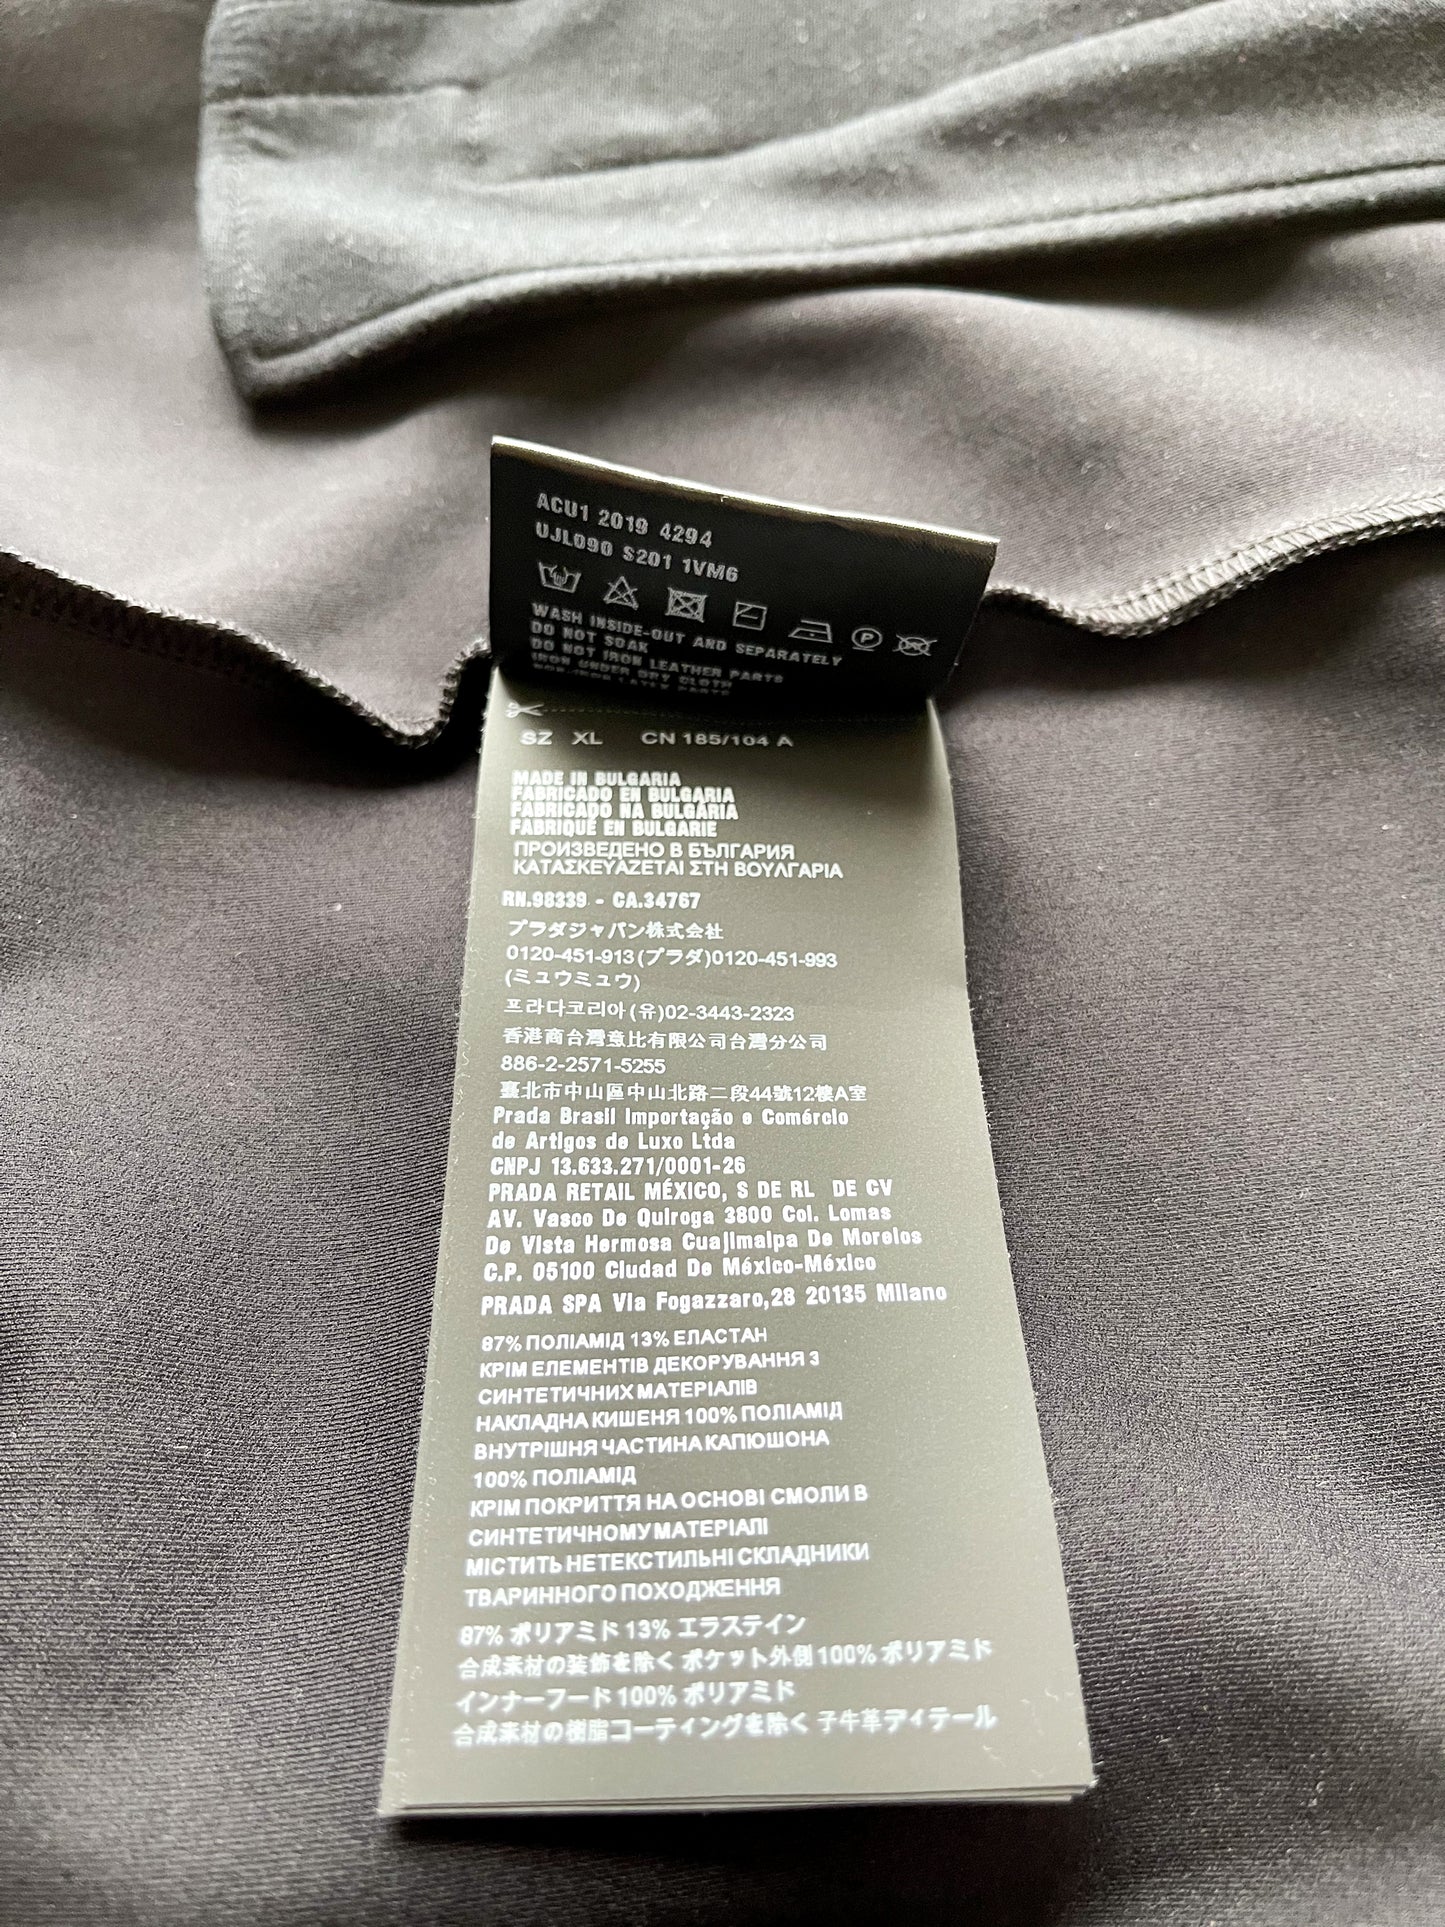 ACU1 2019 4294
UJL090 S201 1VM6
WASH INSIDE-OUT AND SEPARATELY
DO NOT SOAK
DO NOT IRON LEATHER PARTS
IRON UNDER DRY CLOTH
NON-IRON LATLY PARTS
SZ XL CN 185/104 A
MADE IN BULGARIA
FABRICADO EN BULGARIA
FABRICADO NA BULGARIA
FABRIQUÉ EN BULGARIE
ПРОИЗВЕДЕНО В БЪЛГАРИЯ
ΚΑΤΑΣΚΕΥΑΖΕΤΑΙ ΣΤΗ ΒΟΥΛΓΑΡΙΑ
RN.98339 - CA.34767
プラダジャパン株式会社
0120-451-913(プラダ)0120-451-993
(ミュウミュウ)
프라다코리아(유)02-3443-2323
香港商台灣意比有限公司台灣分公司
886-2-2571-5255
臺北市中山區中山北路二段44號12樓A室
Prada Brasil Importação e Comércio
de Artigos de Luxo Ltda
CNPJ 13.633.271/0001-26
PRADA RETAIL MÉXICO, S DE RL DE CV
AV. Vasco De Quiroga 3800 Col. Lomas
De Vista Hermosa Cuajimalpa De Morelos
C.P. 05100 Ciudad De México-México
PRADA SPA Via Fogazzaro,28 20135 Milano
87% ПОЛІАМІД 13% ЕЛАСТАН
КРІМ ЕЛЕМЕНТІВ ДЕКОРУВАННЯ З
СИНТЕТИЧНИХ МАТЕРІАЛІВ
НАКЛАДНА КИШЕНЯ 100% ПОЛІАМІД
ВНУТРІШНЯ ЧАСТИНА КАПЮШОНА
100% ПОЛІАМІД
КРІМ ПОКРИТТЯ НА ОСНОВІ СМОЛИ В
СИНТЕТИЧНОМУ МАТЕРІАЛІ
МІСТИТЬ НЕТЕКСТИЛЬНІ СКЛАДНИКИ
ТВАРИННОГО ПОХОДЖЕННЯ
87% ポリアミド 13% エラステイン
合成素材の装飾を除く ポケット外側 100% ポリアミド
インナーフード 100% ポリアミド
合成素材の樹脂コーティングを除く 子牛革ディテール